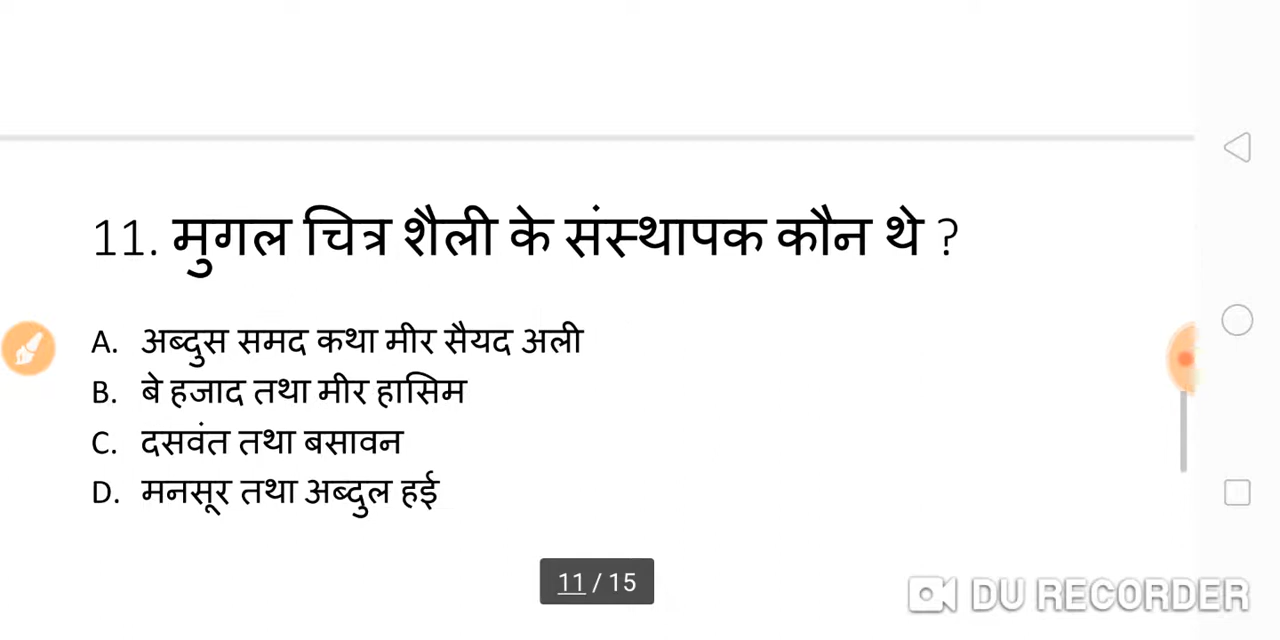 11. मुगल चित्र शैली के संस्थापक कौन थे ?
A. अब्दुस समद कथा मीर सैयद अली
B. बे हजाद तथा मीर हासिम
C. दसवंत तथा बसावन
D. मनसूर तथा अब्दुल हई
11 / 15
DU RECORDER